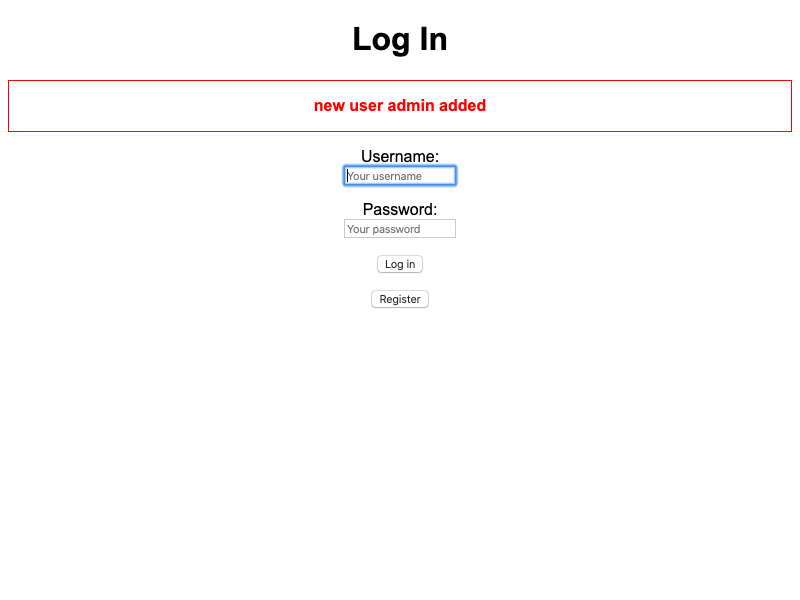 Log In
new user admin added
Username:
Your username
Password:
Your password
Log in
Register